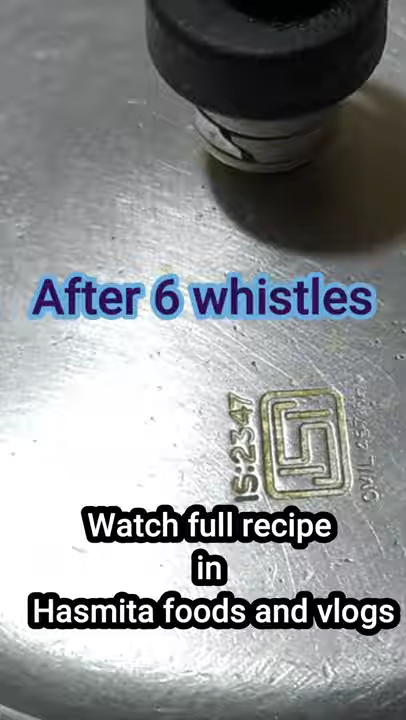 After 6 whistles
IS:2347
Watch full recipe
in
Hasmita foods and vlogs